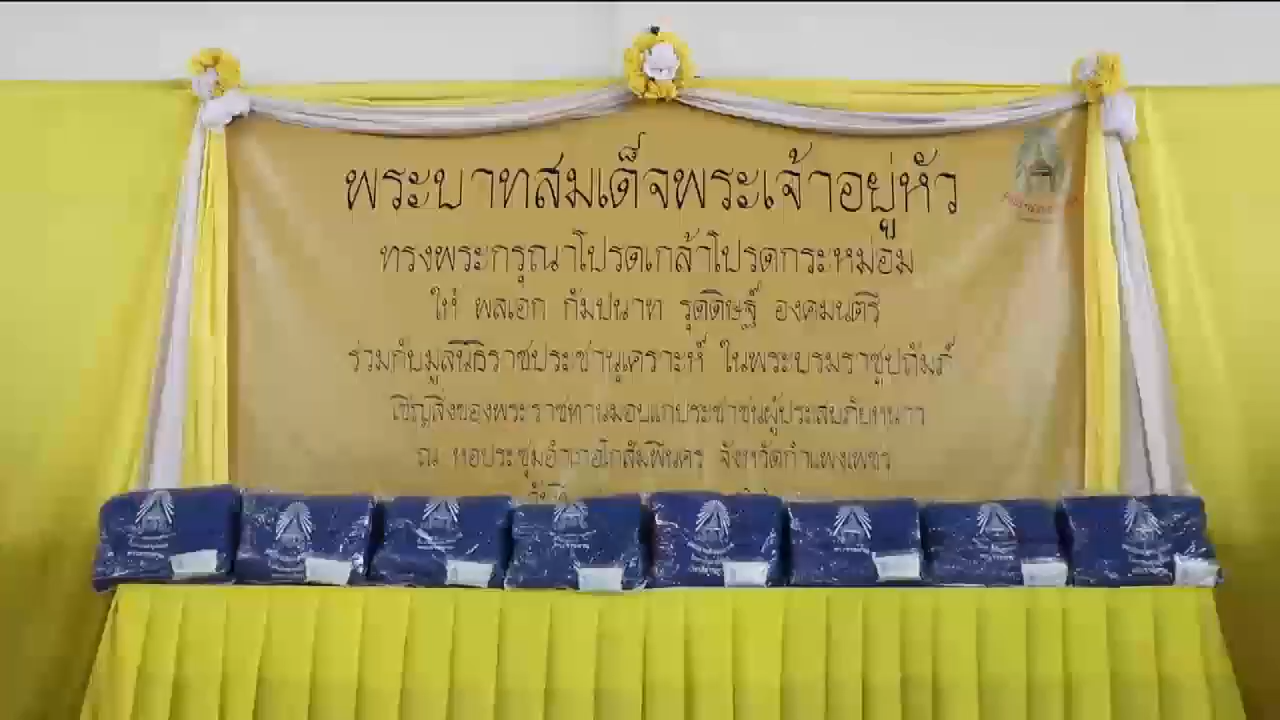 พระบาทสมเด็จพระเจ้าอยู่หัว
ทรงพระกรุณาโปรดเกล้าโปรดกระหม่อม
ให้ พลเอก กัมปนาท รุดดิษฐ์ องคมนตรี
ร่วมกับมูลนิธิราชประชานุเคราะห์ ในพระบรมราชูปถัมภ์
เชิญสิ่งของพระราชทานมอบแก่ประชาชนผู้ประสบภัยหนาว
ณ หอประชุมอำเภอโกสัมพีนคร จังหวัดกำแพงเพชร